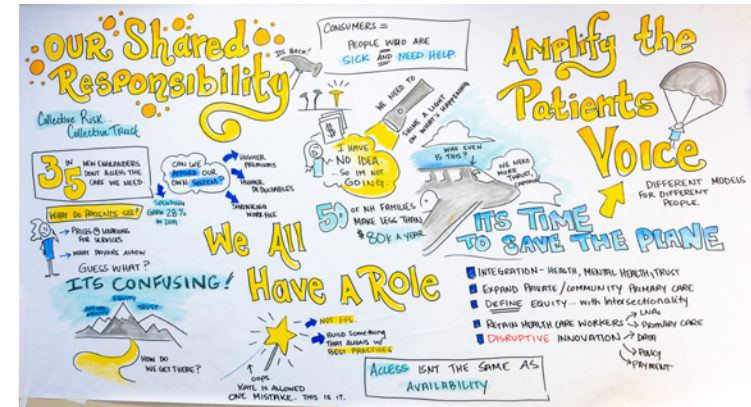 OUR Shared
Responsibility
IT'S BACK!
CONSUMERS =
PEOPLE WHO ARE
SICK AND NEED HELP.
Amplify the
Patients
Voice
DIFFERENT MODELS
FOR DIFFERENT
PEOPLE.
Collective Risk
Collective Trust
3 IN 5
NEW ENGLANDERS
DON'T ACCESS THE
CARE WE NEED
CAN WE
AFFORD OUR
OWN SYSTEM?
HIGHER
PREMIUMS
HIGHER
DEDUCTIBLES
SHRINKING
WORKFORCE
SPENDING
GREW 28%
IN 2019
WHAT DO PATIENTS SEE?
PRICES @ LOCATIONS
FOR SERVICES
WHAT PAYORS ALLOW
GUESS WHAT?
ITS CONFUSING!
$
I HAVE
NO IDEA
...SO I'M NOT
GOING.
WE NEED TO
SHINE A LIGHT
ON WHAT'S HAPPENING
WHO EVEN
IS THIS?
WE NEED
MORE
THRUST,
CAPTAIN!
50
OF NH FAMILIES
MAKE LESS THAN
$80K A YEAR
We All
Have A Role
ITS TIME
TO SAVE THE PLANE
INTEGRATION - HEALTH, MENTAL HEALTH, TRUST
EXPAND PRIVATE/COMMUNITY PRIMARY CARE
DEFINE EQUITY... with Intersectionality
RETAIN HEALTH CARE WORKERS
LNAs
PRIMARY CARE
DISRUPTIVE INNOVATION
DATA
POLICY
PAYMENT
EQUITY
TRUST
HOW DO
WE GET THERE?
NOT FFS.
BUILD SOMETHING
THAT ALIGNS W/
BEST PRACTICES
OOPS.
KATE IS ALLOWED
ONE MISTAKE. THIS IS IT.
ACCESS ISN'T THE SAME AS
AVAILABILITY